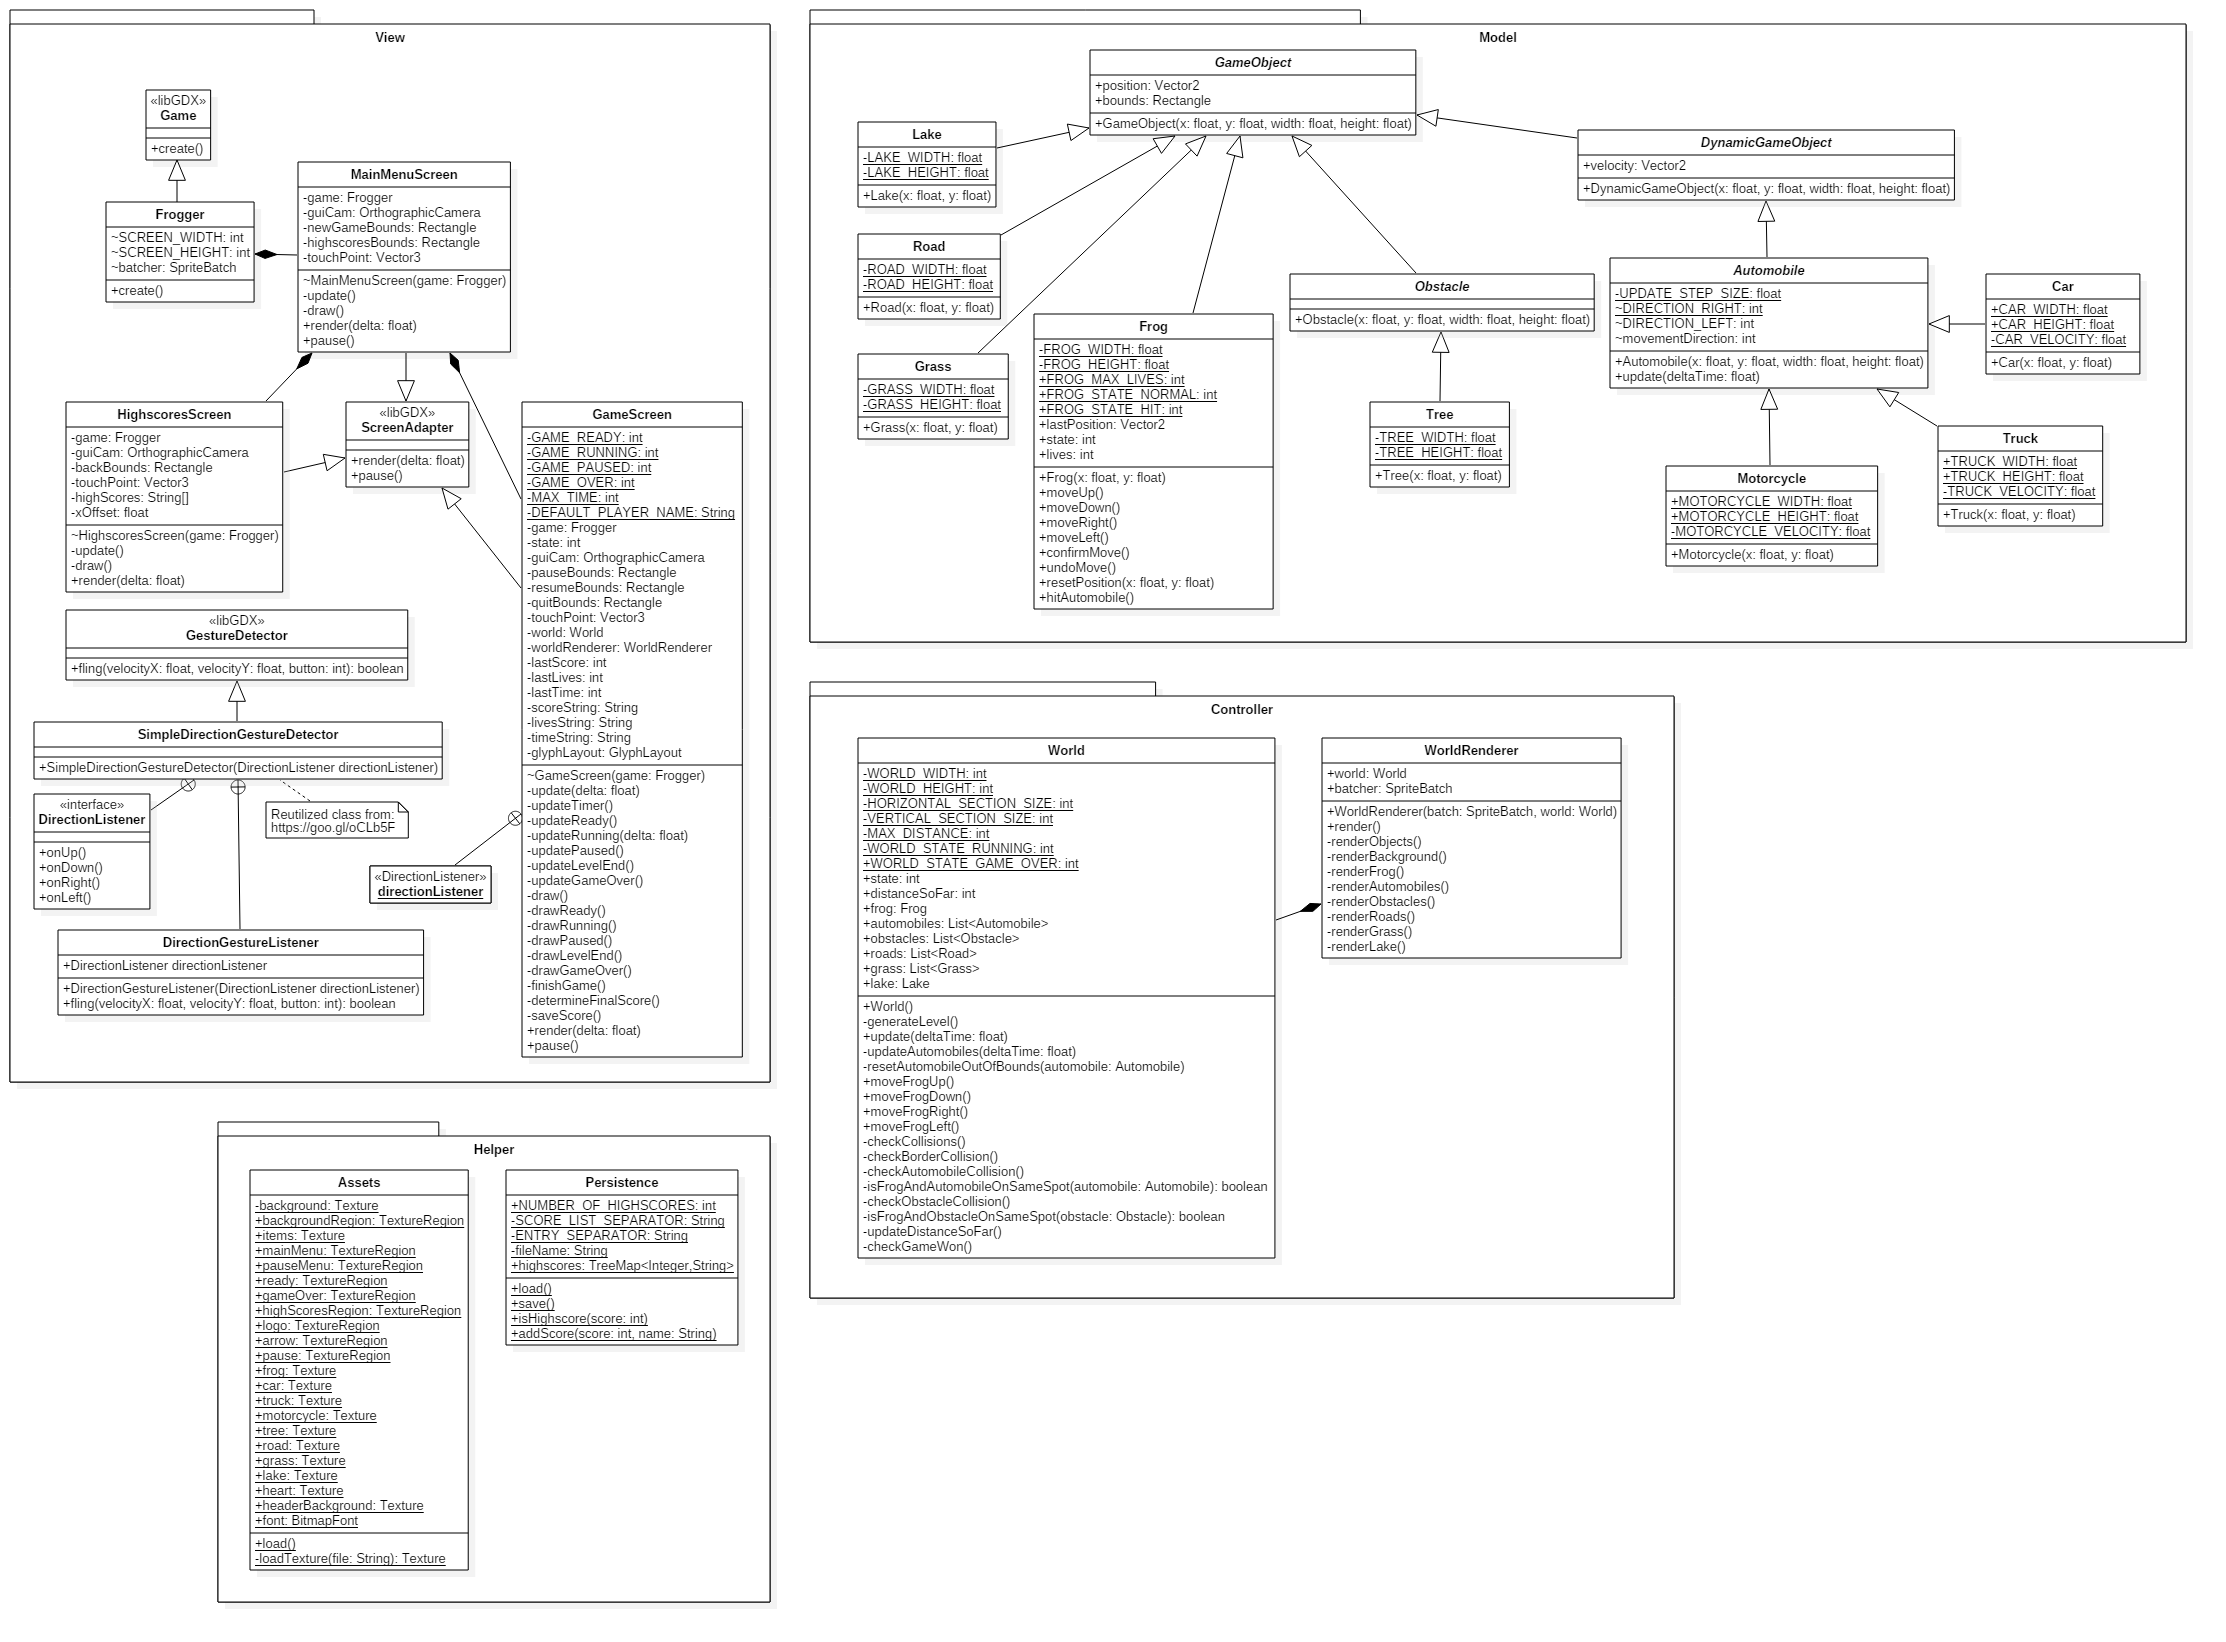 View
«libGDX»
Game
+create()
Frogger
~SCREEN_WIDTH: int
~SCREEN_HEIGHT: int
~batcher: SpriteBatch
+create()
MainMenuScreen
-game: Frogger
-guiCam: OrthographicCamera
-newGameBounds: Rectangle
-highscoresBounds: Rectangle
-touchPoint: Vector3
~MainMenuScreen(game: Frogger)
-update()
-draw()
+render(delta: float)
+pause()
HighscoresScreen
-game: Frogger
-guiCam: OrthographicCamera
-backBounds: Rectangle
-touchPoint: Vector3
-highScores: String[]
-xOffset: float
~HighscoresScreen(game: Frogger)
-update()
-draw()
+render(delta: float)
«libGDX»
ScreenAdapter
+render(delta: float)
+pause()
GameScreen
-GAME_READY: int
-GAME_RUNNING: int
-GAME_PAUSED: int
-GAME_OVER: int
-MAX_TIME: int
-DEFAULT_PLAYER_NAME: String
-game: Frogger
-state: int
-guiCam: OrthographicCamera
-pauseBounds: Rectangle
-resumeBounds: Rectangle
-quitBounds: Rectangle
-touchPoint: Vector3
-world: World
-worldRenderer: WorldRenderer
-lastScore: int
-lastLives: int
-lastTime: int
-scoreString: String
-livesString: String
-timeString: String
-glyphLayout: GlyphLayout
~GameScreen(game: Frogger)
-update(delta: float)
-updateTimer()
-updateReady()
-updateRunning(delta: float)
-updatePaused()
-updateLevelEnd()
-updateGameOver()
-draw()
-drawReady()
-drawRunning()
-drawPaused()
-drawLevelEnd()
-drawGameOver()
-finishGame()
-determineFinalScore()
-saveScore()
+render(delta: float)
+pause()
«libGDX»
GestureDetector
+fling(velocityX: float, velocityY: float, button: int): boolean
SimpleDirectionGestureDetector
+SimpleDirectionGestureDetector(DirectionListener directionListener)
«interface»
DirectionListener
+onUp()
+onDown()
+onRight()
+onLeft()
Reutilized class from:
https://goo.gl/oCLb5F
«DirectionListener»
directionListener
DirectionGestureListener
+DirectionListener directionListener
+DirectionGestureListener(DirectionListener directionListener)
+fling(velocityX: float, velocityY: float, button: int): boolean
Model
GameObject
+position: Vector2
+bounds: Rectangle
+GameObject(x: float, y: float, width: float, height: float)
Lake
-LAKE_WIDTH: float
-LAKE_HEIGHT: float
+Lake(x: float, y: float)
Road
-ROAD_WIDTH: float
-ROAD_HEIGHT: float
+Road(x: float, y: float)
Grass
-GRASS_WIDTH: float
-GRASS_HEIGHT: float
+Grass(x: float, y: float)
Frog
-FROG_WIDTH: float
-FROG_HEIGHT: float
+FROG_MAX_LIVES: int
+FROG_STATE_NORMAL: int
+FROG_STATE_HIT: int
+lastPosition: Vector2
+state: int
+lives: int
+Frog(x: float, y: float)
+moveUp()
+moveDown()
+moveRight()
+moveLeft()
+confirmMove()
+undoMove()
+resetPosition(x: float, y: float)
+hitAutomobile()
Obstacle
+Obstacle(x: float, y: float, width: float, height: float)
Tree
-TREE_WIDTH: float
-TREE_HEIGHT: float
+Tree(x: float, y: float)
DynamicGameObject
+velocity: Vector2
+DynamicGameObject(x: float, y: float, width: float, height: float)
Automobile
-UPDATE_STEP_SIZE: float
~DIRECTION_RIGHT: int
~DIRECTION_LEFT: int
~movementDirection: int
+Automobile(x: float, y: float, width: float, height: float)
+update(deltaTime: float)
Car
+CAR_WIDTH: float
+CAR_HEIGHT: float
-CAR_VELOCITY: float
+Car(x: float, y: float)
Motorcycle
+MOTORCYCLE_WIDTH: float
+MOTORCYCLE_HEIGHT: float
-MOTORCYCLE_VELOCITY: float
+Motorcycle(x: float, y: float)
Truck
+TRUCK_WIDTH: float
+TRUCK_HEIGHT: float
-TRUCK_VELOCITY: float
+Truck(x: float, y: float)
Controller
World
-WORLD_WIDTH: int
-WORLD_HEIGHT: int
-HORIZONTAL_SECTION_SIZE: int
-VERTICAL_SECTION_SIZE: int
-MAX_DISTANCE: int
-WORLD_STATE_RUNNING: int
+WORLD_STATE_GAME_OVER: int
+state: int
+distanceSoFar: int
+frog: Frog
+automobiles: List<Automobile>
+obstacles: List<Obstacle>
+roads: List<Road>
+grass: List<Grass>
+lake: Lake
+World()
-generateLevel()
+update(deltaTime: float)
-updateAutomobiles(deltaTime: float)
-resetAutomobileOutOfBounds(automobile: Automobile)
+moveFrogUp()
+moveFrogDown()
+moveFrogRight()
+moveFrogLeft()
-checkCollisions()
-checkBorderCollision()
-checkAutomobileCollision()
-isFrogAndAutomobileOnSameSpot(automobile: Automobile): boolean
-checkObstacleCollision()
-isFrogAndObstacleOnSameSpot(obstacle: Obstacle): boolean
-updateDistanceSoFar()
-checkGameWon()
WorldRenderer
+world: World
+batcher: SpriteBatch
+WorldRenderer(batch: SpriteBatch, world: World)
+render()
-renderObjects()
-renderBackground()
-renderFrog()
-renderAutomobiles()
-renderObstacles()
-renderRoads()
-renderGrass()
-renderLake()
Helper
Assets
-background: Texture
+backgroundRegion: TextureRegion
+items: Texture
+mainMenu: TextureRegion
+pauseMenu: TextureRegion
+ready: TextureRegion
+gameOver: TextureRegion
+highScoresRegion: TextureRegion
+logo: TextureRegion
+arrow: TextureRegion
+pause: TextureRegion
+frog: Texture
+car: Texture
+truck: Texture
+motorcycle: Texture
+tree: Texture
+road: Texture
+grass: Texture
+lake: Texture
+heart: Texture
+headerBackground: Texture
+font: BitmapFont
+load()
-loadTexture(file: String): Texture
Persistence
+NUMBER_OF_HIGHSCORES: int
-SCORE_LIST_SEPARATOR: String
-ENTRY_SEPARATOR: String
-fileName: String
+highscores: TreeMap<Integer,String>
+load()
+save()
+isHighscore(score: int)
+addScore(score: int, name: String)